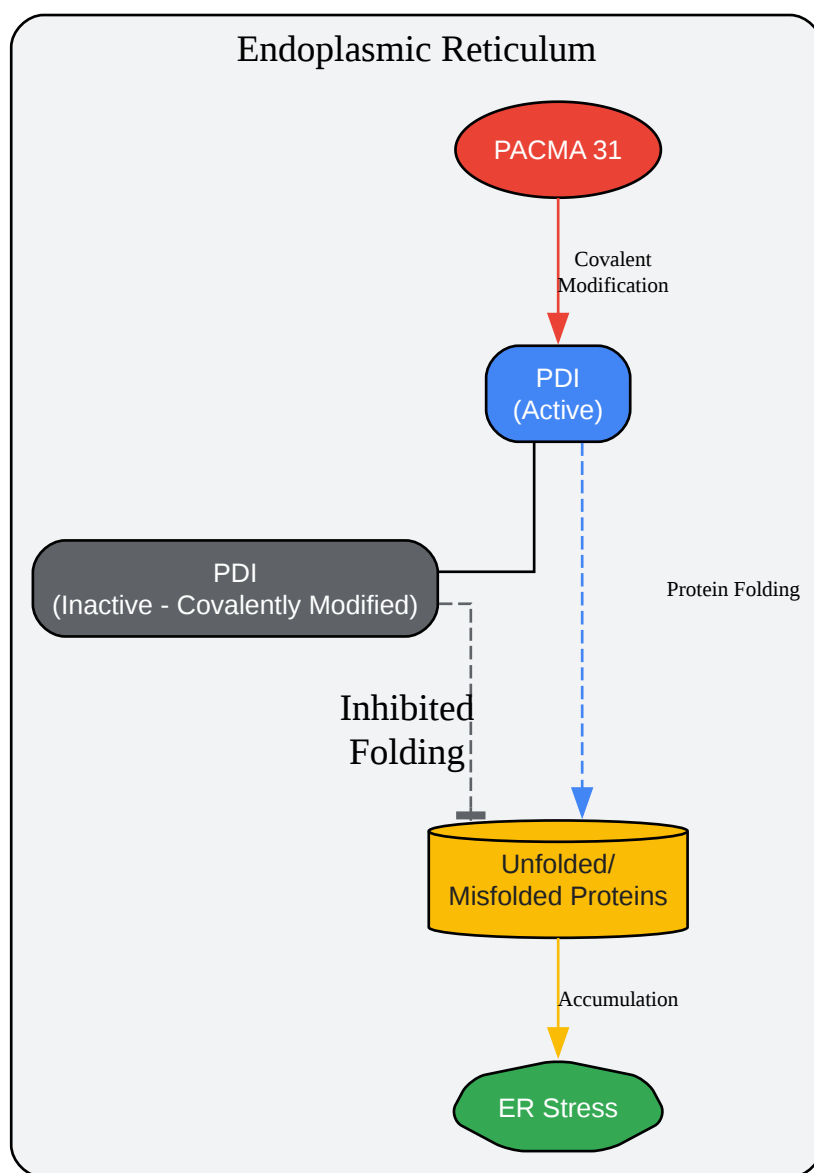 Endoplasmic Reticulum
PACMA 31
Covalent
Modification
PDI
(Active)
PDI
(Inactive - Covalently Modified)
Protein Folding
Inhibited
Folding
Unfolded/
Misfolded Proteins
Accumulation
ER Stress